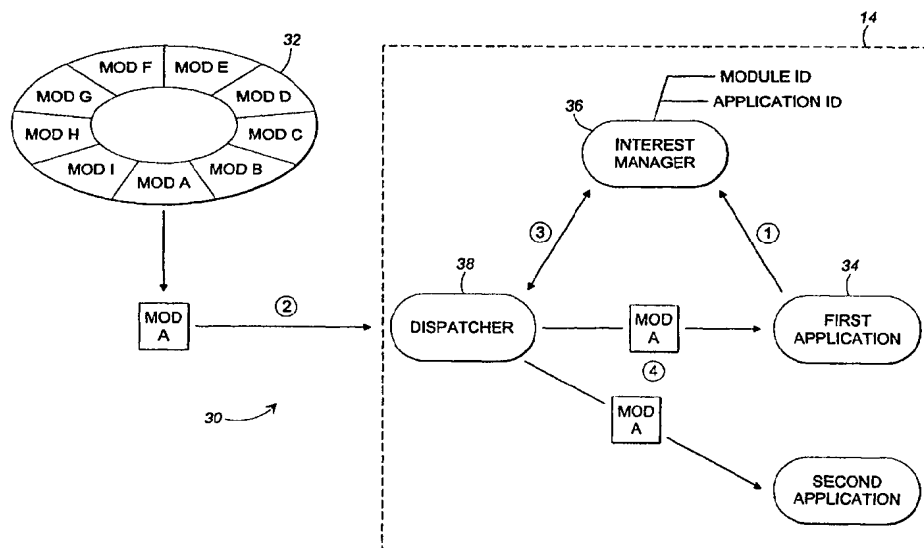 14
32
MOD F
MOD E
MOD G
MOD D
MOD H
MOD C
MOD I
MOD A
MOD B
MODULE ID
APPLICATION ID
36
INTEREST
MANAGER
3
1
38
34
MOD
A
2
DISPATCHER
MOD
A
FIRST
APPLICATION
4
30
MOD
A
SECOND
APPLICATION